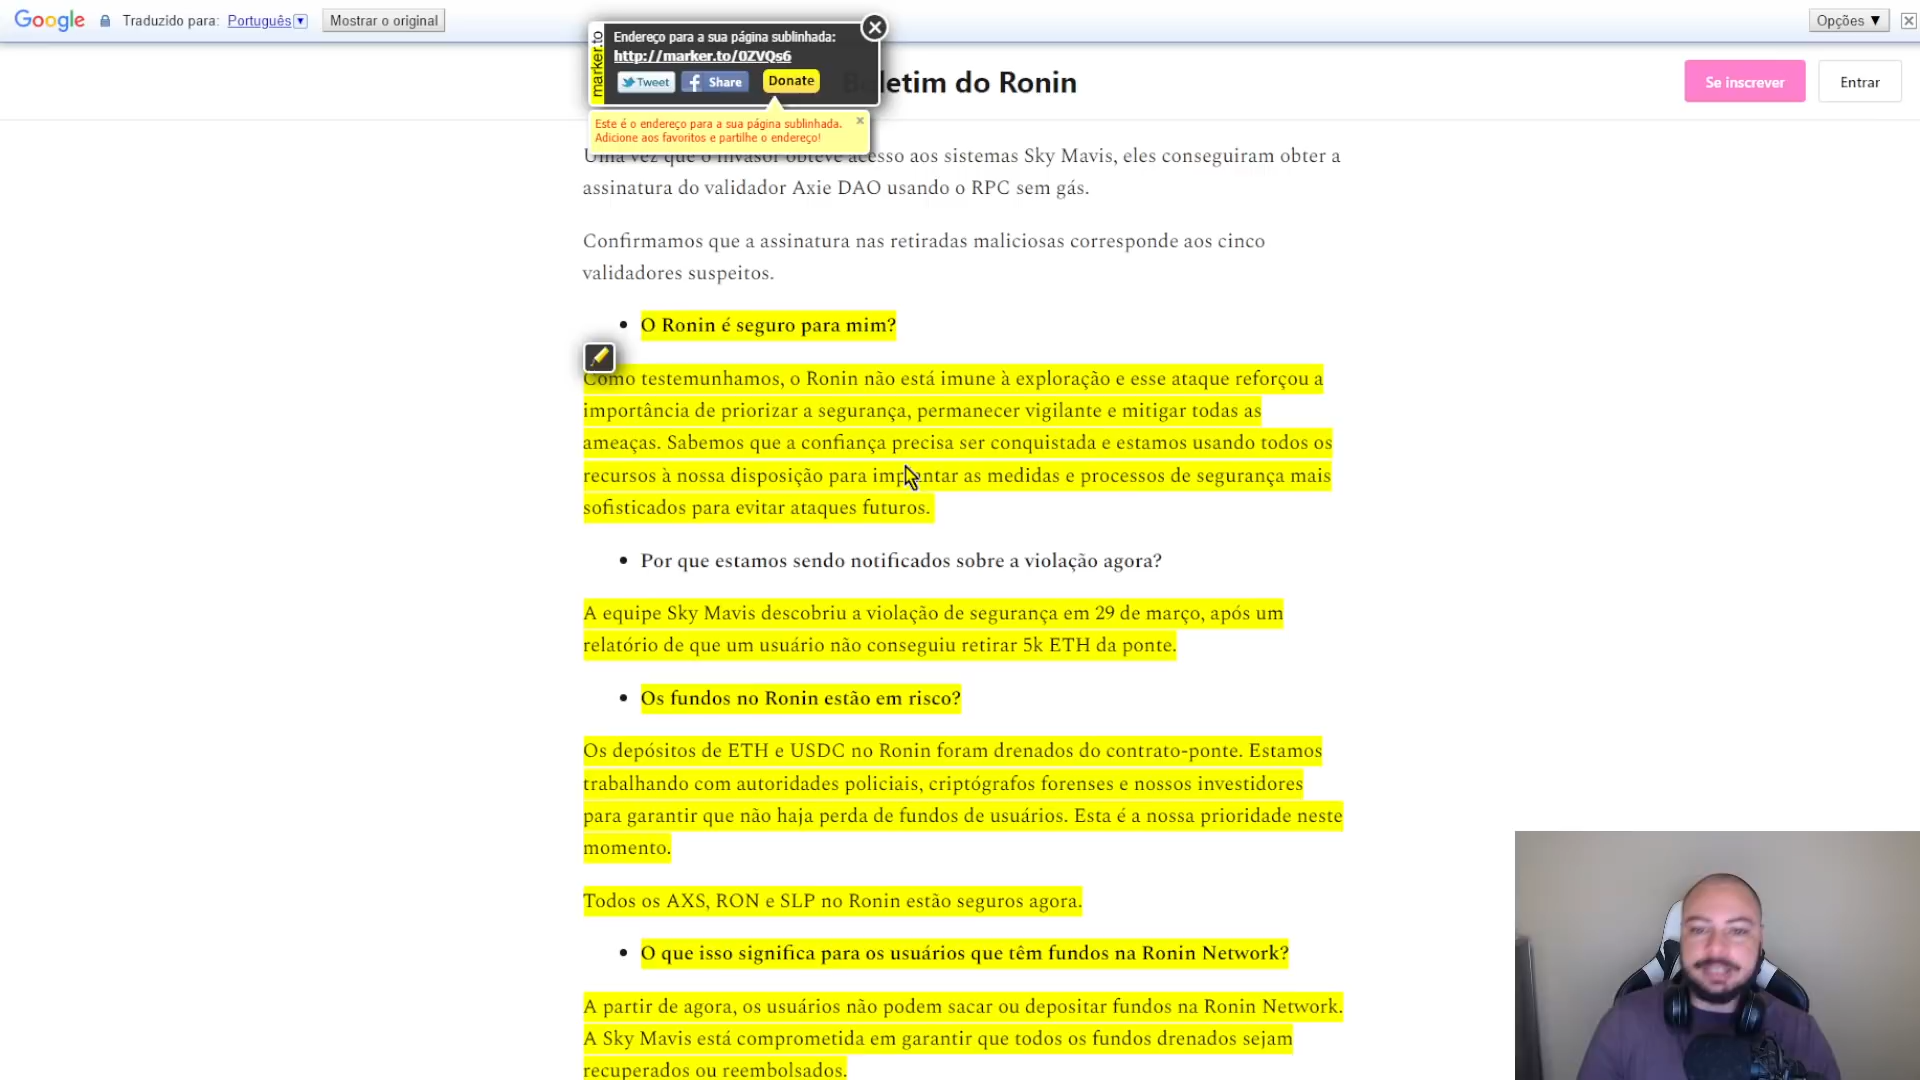 Google Traduzido para: Português Mostrar o original Opções ▼
marker.to
Endereço para a sua página sublinhada:
http://marker.to/0ZVQs6
Tweet Share Donate
Este é o endereço para a sua página sublinhada.
Adicione aos favoritos e partilhe o endereço!
letim do Ronin
Se inscrever
Entrar
Uma vez que o invasor obteve acesso aos sistemas Sky Mavis, eles conseguiram obter a
assinatura do validador Axie DAO usando o RPC sem gás.
Confirmamos que a assinatura nas retiradas maliciosas corresponde aos cinco
validadores suspeitos.
• O Ronin é seguro para mim?
Como testemunhamos, o Ronin não está imune à exploração e esse ataque reforçou a
importância de priorizar a segurança, permanecer vigilante e mitigar todas as
ameaças. Sabemos que a confiança precisa ser conquistada e estamos usando todos os
recursos à nossa disposição para implantar as medidas e processos de segurança mais
sofisticados para evitar ataques futuros.
• Por que estamos sendo notificados sobre a violação agora?
A equipe Sky Mavis descobriu a violação de segurança em 29 de março, após um
relatório de que um usuário não conseguiu retirar 5k ETH da ponte.
• Os fundos no Ronin estão em risco?
Os depósitos de ETH e USDC no Ronin foram drenados do contrato-ponte. Estamos
trabalhando com autoridades policiais, criptógrafos forenses e nossos investidores
para garantir que não haja perda de fundos de usuários. Esta é a nossa prioridade neste
momento.
Todos os AXS, RON e SLP no Ronin estão seguros agora.
• O que isso significa para os usuários que têm fundos na Ronin Network?
A partir de agora, os usuários não podem sacar ou depositar fundos na Ronin Network.
A Sky Mavis está comprometida em garantir que todos os fundos drenados sejam
recuperados ou reembolsados.